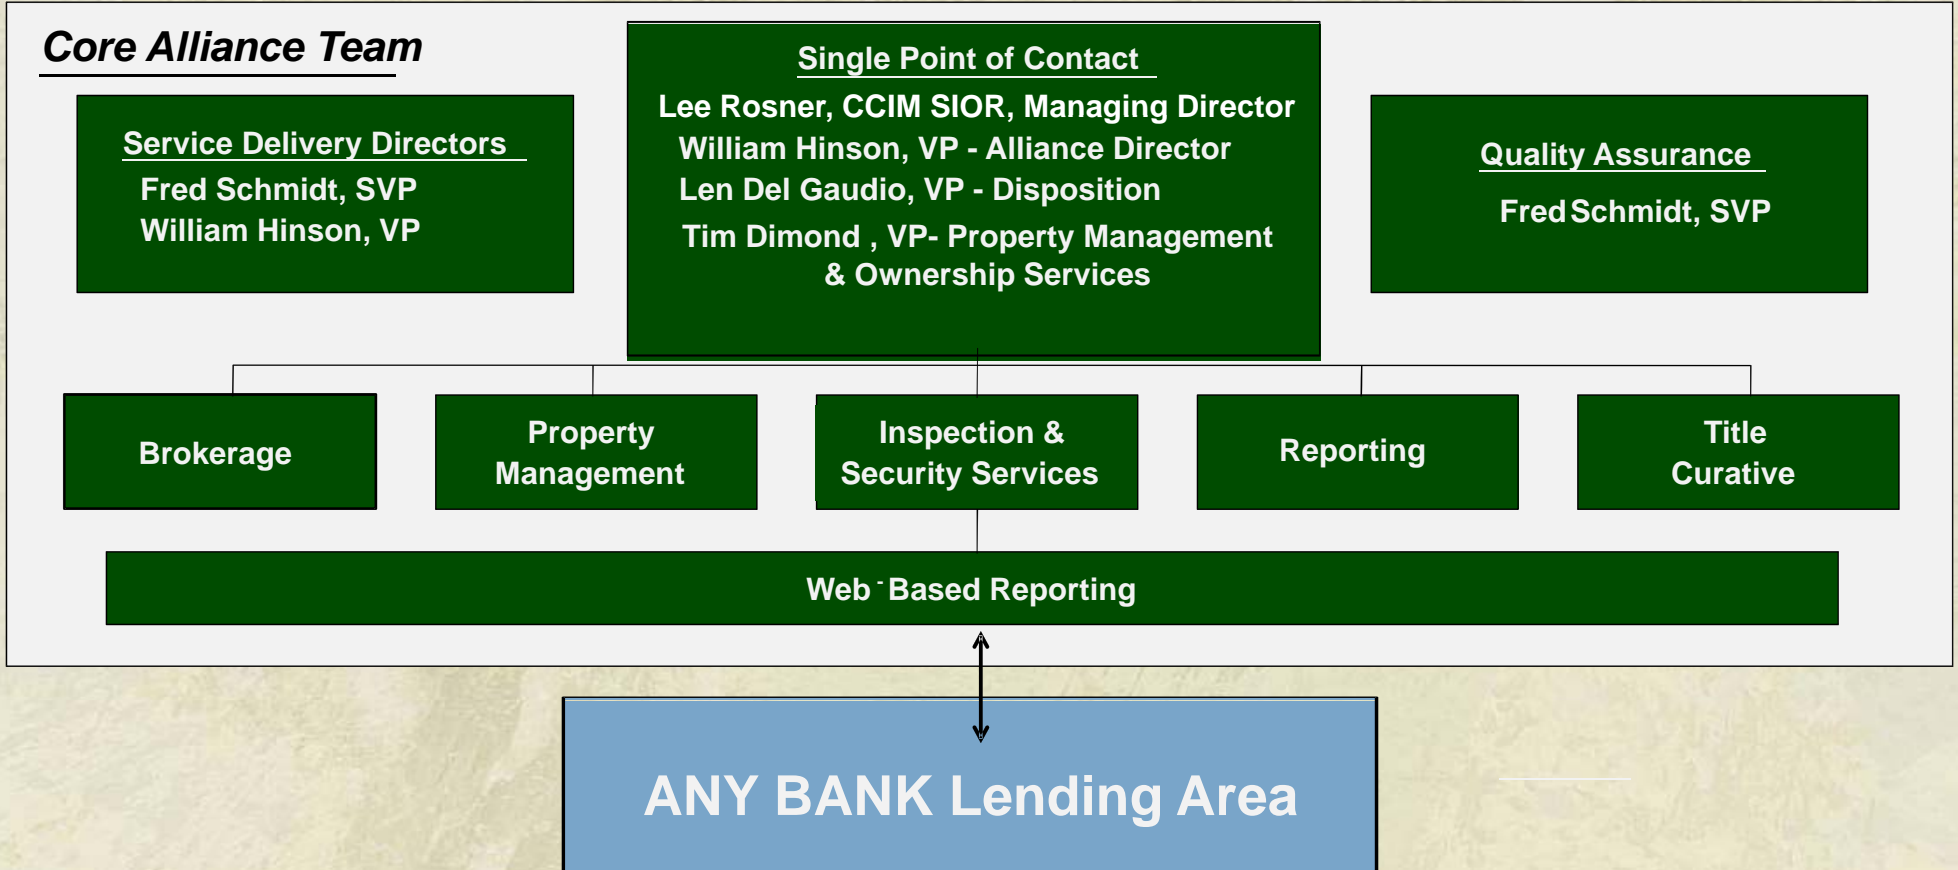 Core Alliance Team
Service Delivery Directors
Fred Schmidt, SVP
William Hinson, VP
Single Point of Contact
Lee Rosner, CCIM SIOR, Managing Director
William Hinson, VP - Alliance Director
Len Del Gaudio, VP - Disposition
Tim Dimond , VP- Property Management
& Ownership Services
Quality Assurance
Fred Schmidt, SVP
Brokerage
Property
Management
Inspection &
Security Services
Reporting
Title
Curative
Web - Based Reporting
ANY BANK Lending Area